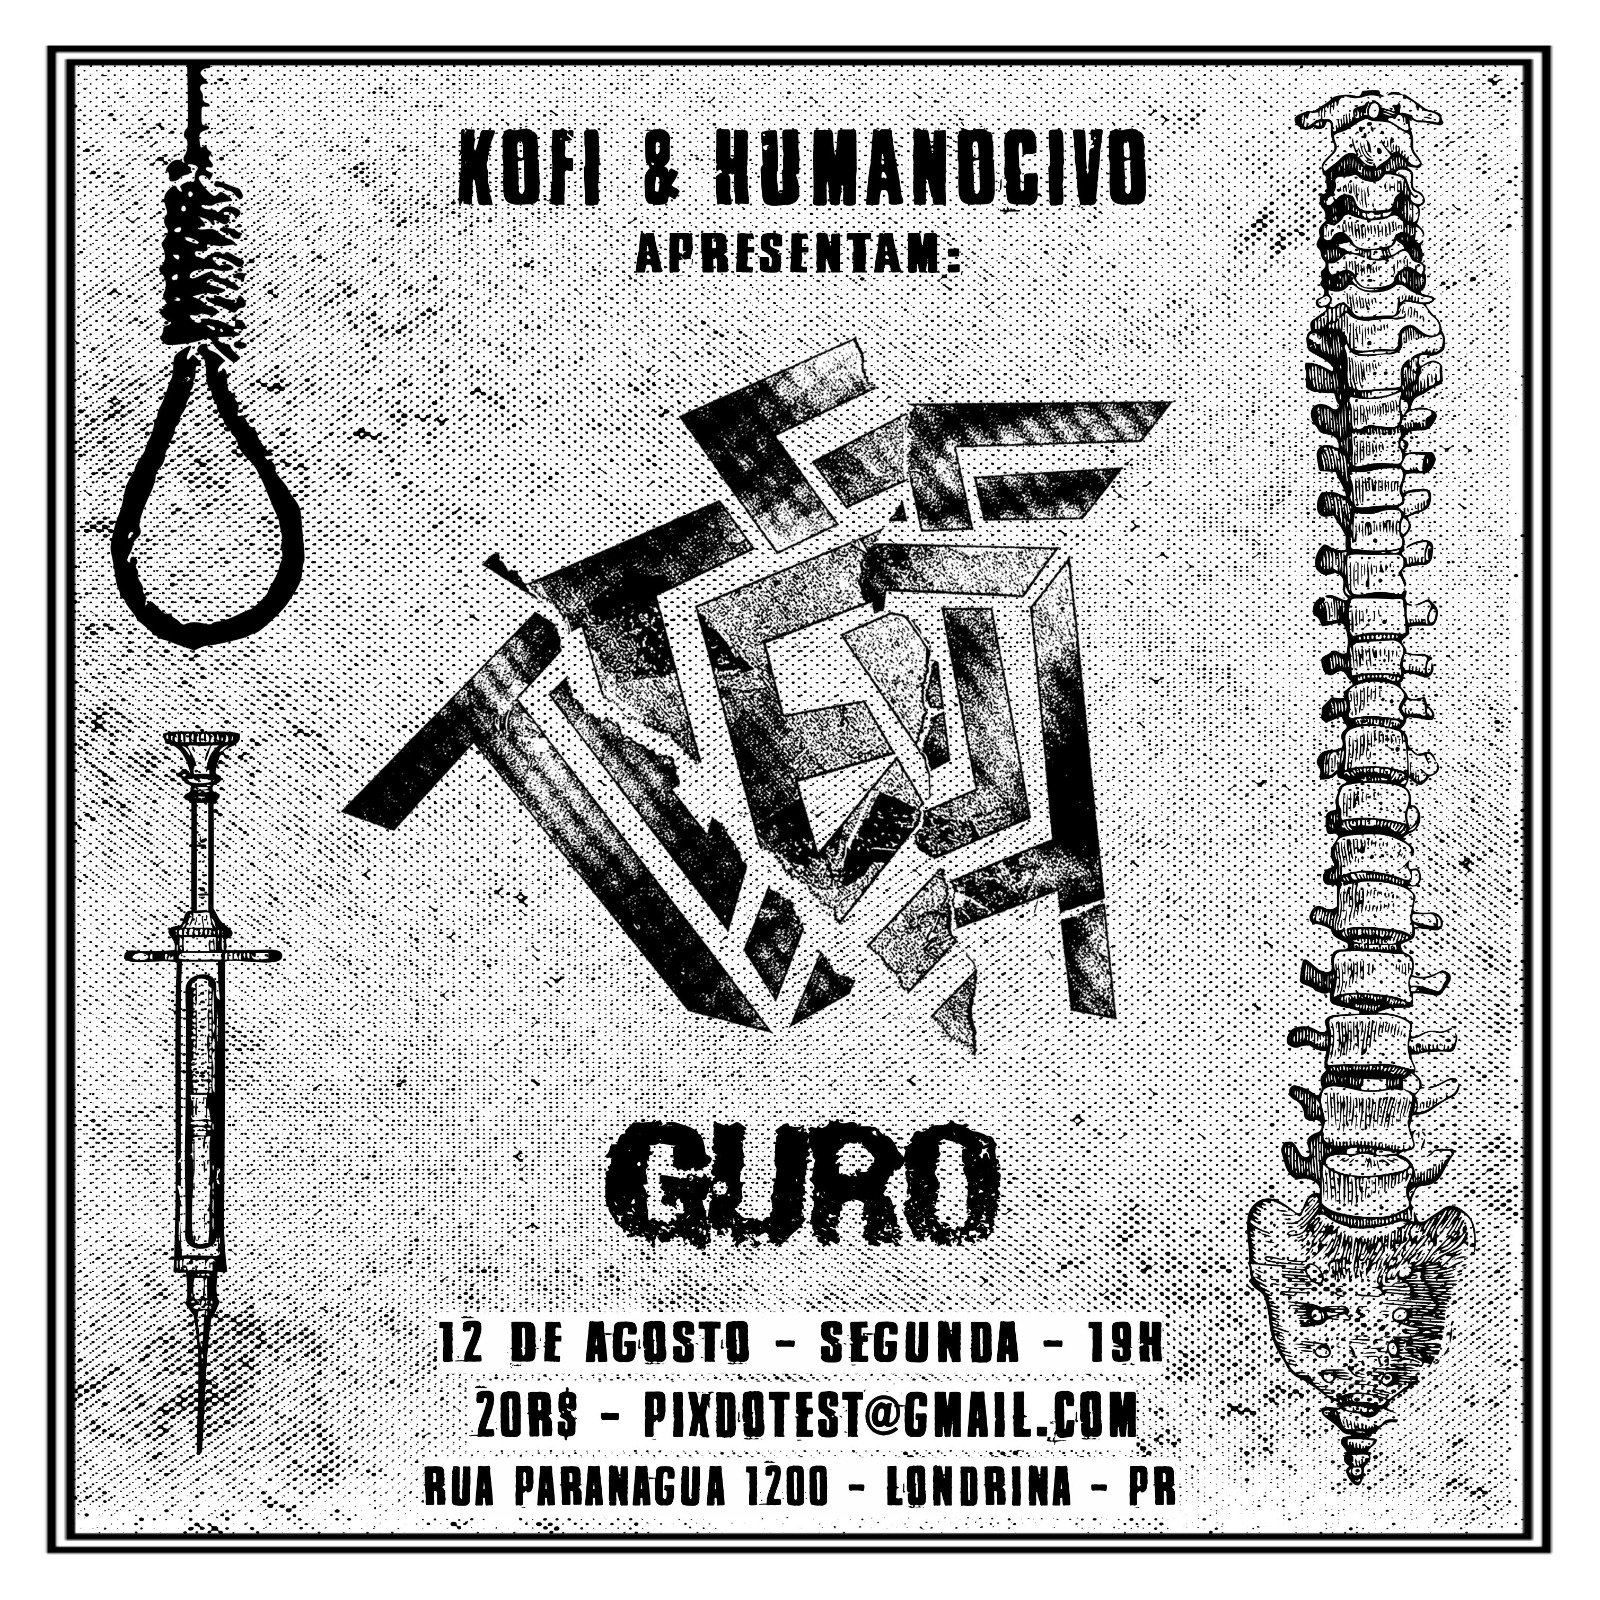 KOFI & HUMANOCIVO
APRESENTAM:
GURO
12 DE AGOSTO - SEGUNDA - 19H
20R$ - PIXDOTEST@GMAIL.COM
RUA PARANAGUA 1200 - LONDRINA - PR